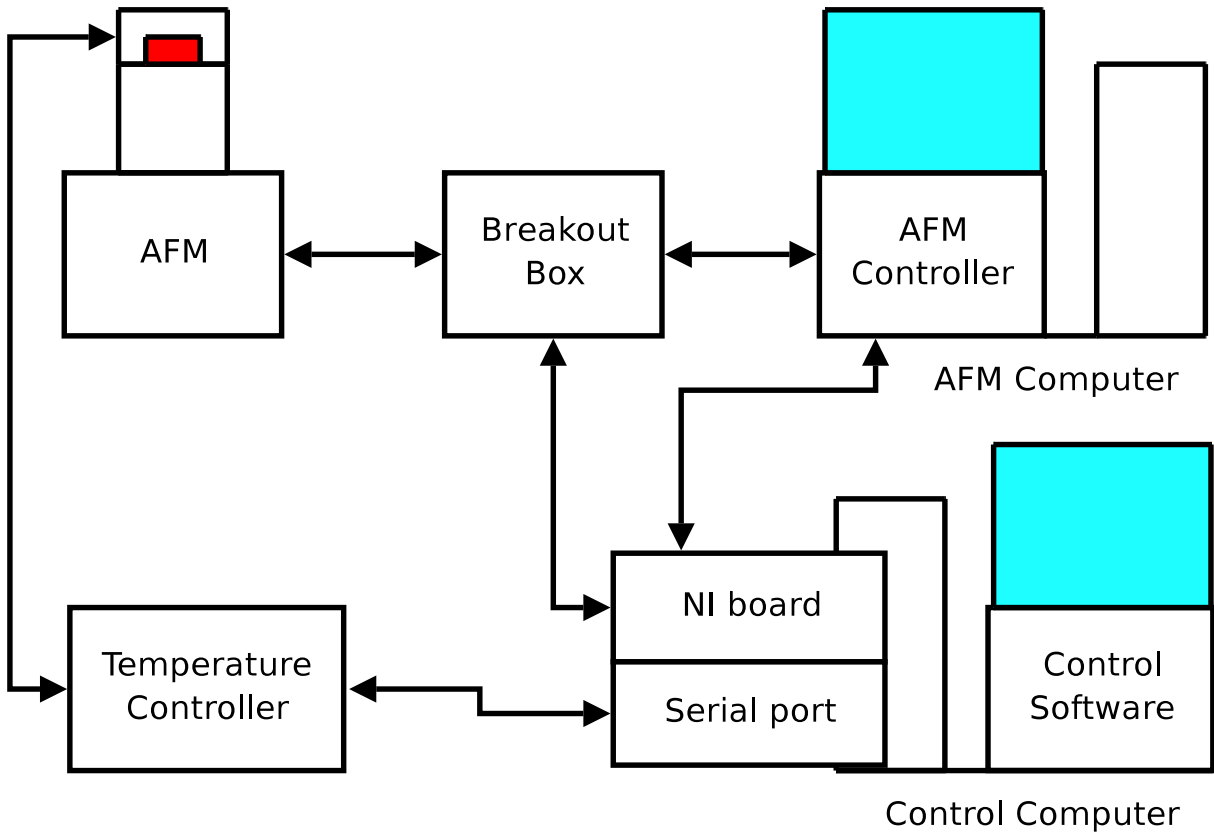 AFM
Breakout
Box
AFM
Controller
AFM Computer
NI board
Temperature
Controller
Serial port
Control
Software
Control Computer